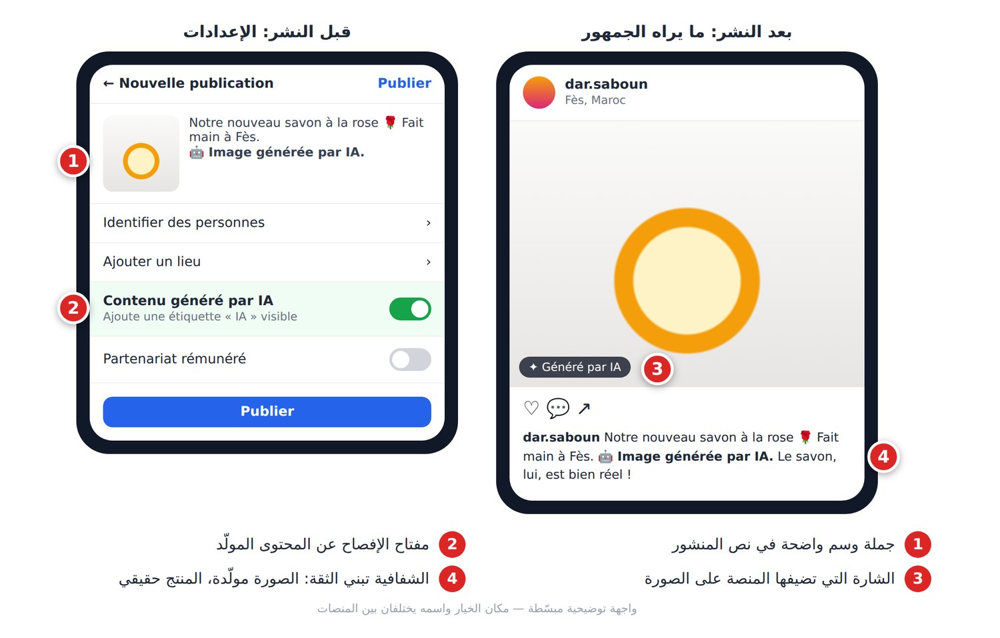 قبل النشر: الإعدادات
← Nouvelle publication
Publier
Notre nouveau savon à la rose 🌹 Fait
main à Fès.
🤖 Image générée par IA.
1
Identifier des personnes ›
Ajouter un lieu ›
2
Contenu généré par IA
Ajoute une étiquette « IA » visible
Partenariat rémunéré
Publier
بعد النشر: ما يراه الجمهور
dar.saboun
Fès, Maroc
✦ Généré par IA
3
dar.saboun Notre nouveau savon à la rose 🌹 Fait
main à Fès. 🤖 Image générée par IA. Le savon,
lui, est bien réel !
4
1 جملة وسم واضحة في نص المنشور
2 مفتاح الإفصاح عن المحتوى المولّد
3 الشارة التي تضيفها المنصة على الصورة
4 الشفافية تبني الثقة: الصورة مولّدة، المنتج حقيقي
واجهة توضيحية مبسّطة — مكان الخيار واسمه يختلفان بين المنصات